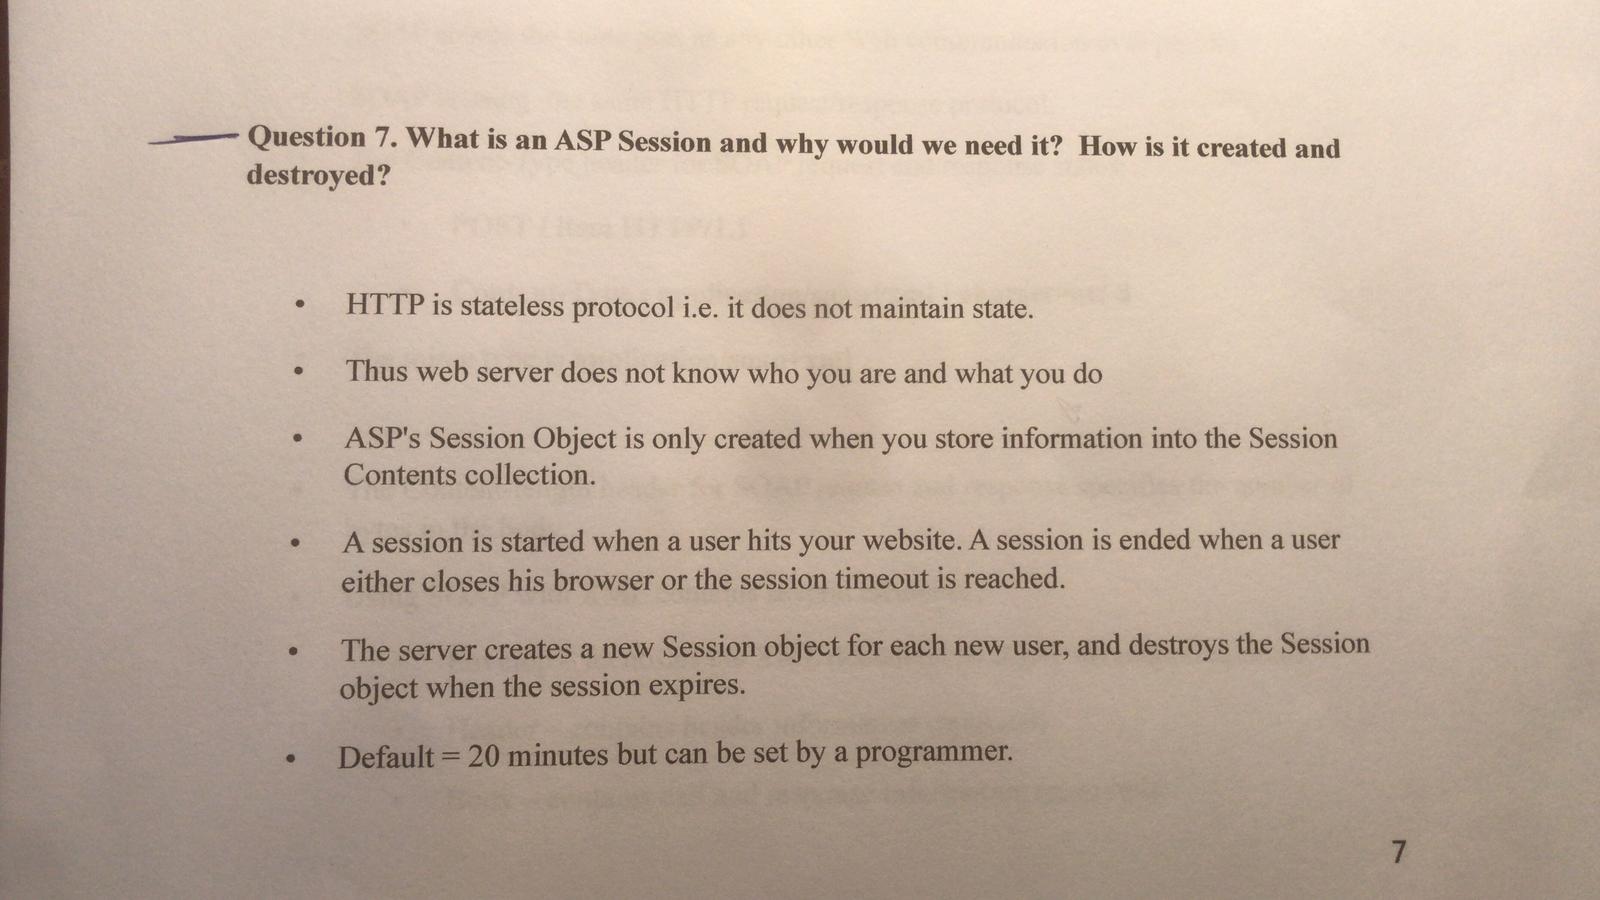 Question 7. What is an ASP Session and why would we need it? How is it created and
destroyed?
• HTTP is stateless protocol i.e. it does not maintain state.
• Thus web server does not know who you are and what you do
• ASP's Session Object is only created when you store information into the Session
Contents collection.
• A session is started when a user hits your website. A session is ended when a user
either closes his browser or the session timeout is reached.
• The server creates a new Session object for each new user, and destroys the Session
object when the session expires.
• Default = 20 minutes but can be set by a programmer.
7